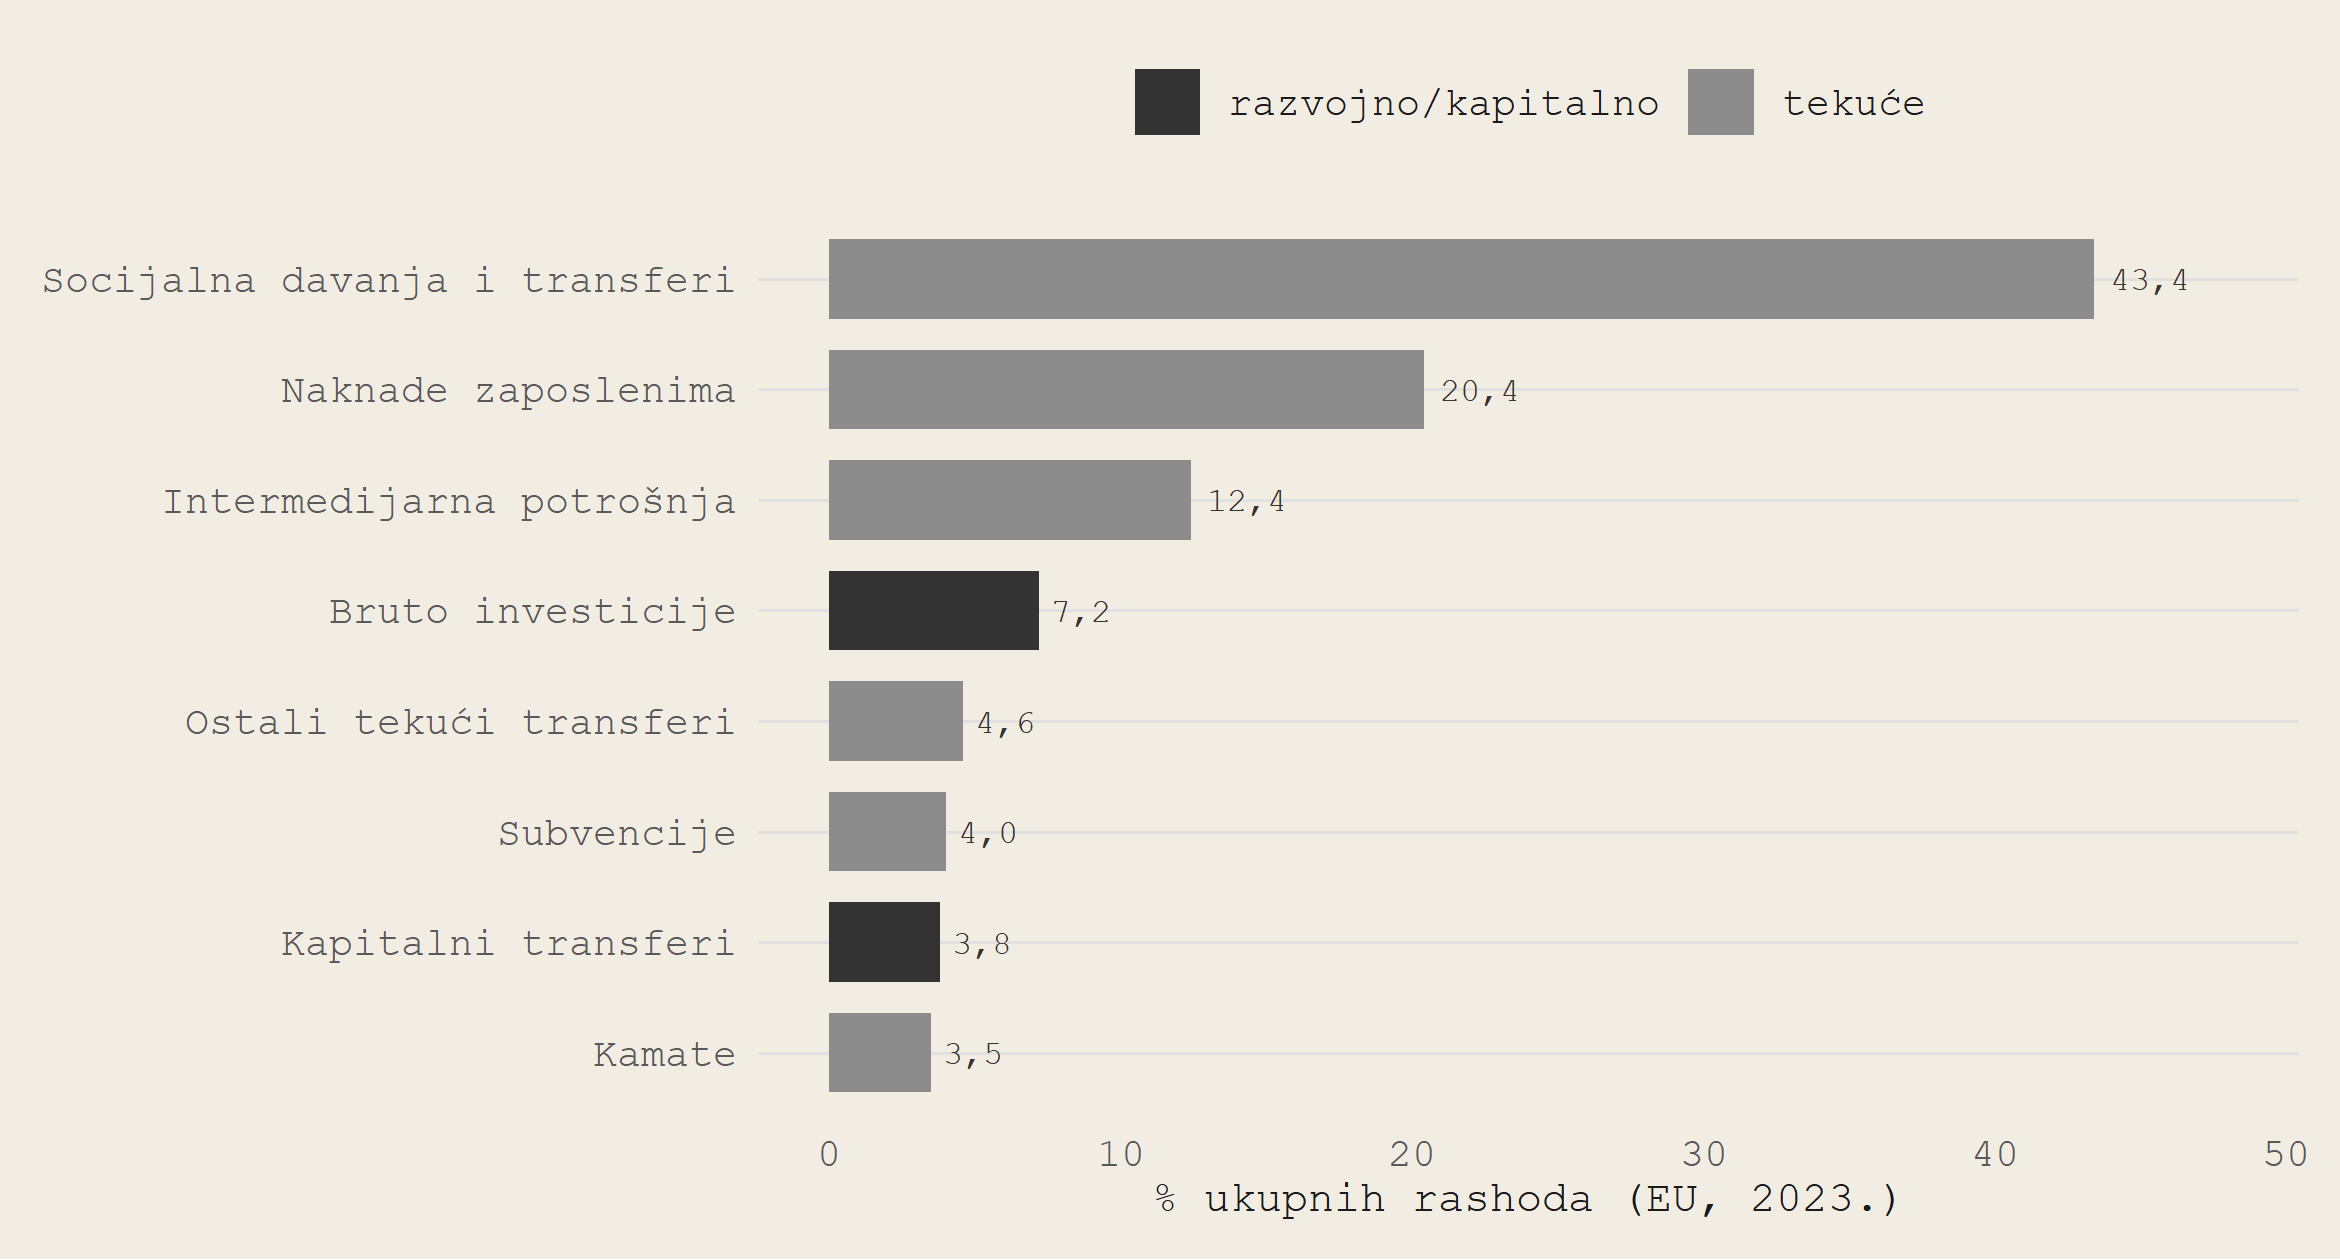 razvojno/kapitalno tekuće
Socijalna davanja i transferi 43,4
Naknade zaposlenima 20,4
Intermedijarna potrošnja 12,4
Bruto investicije 7,2
Ostali tekući transferi 4,6
Subvencije 4,0
Kapitalni transferi 3,8
Kamate 3,5
0 10 20 30 40 50
% ukupnih rashoda (EU, 2023.)